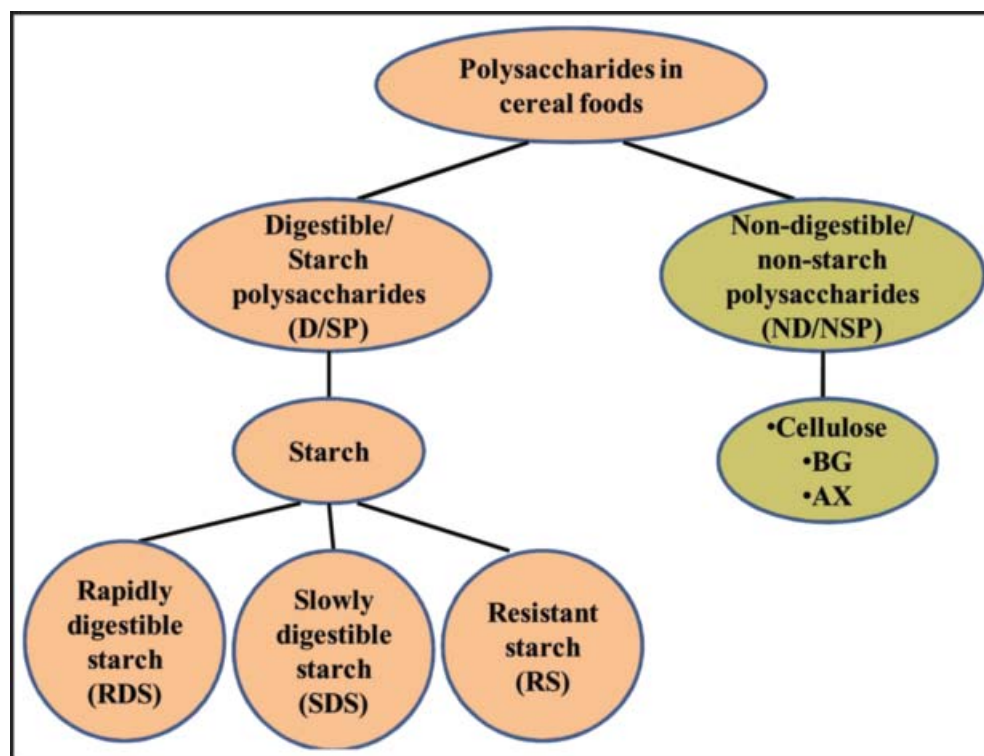 Polysaccharides in
cereal foods
Digestible/
Starch
polysaccharides
(D/SP)
Non-digestible/
non-starch
polysaccharides
(ND/NSP)
Starch
•Cellulose
•BG
•AX
Rapidly
digestible
starch
(RDS)
Slowly
digestible
starch
(SDS)
Resistant
starch
(RS)